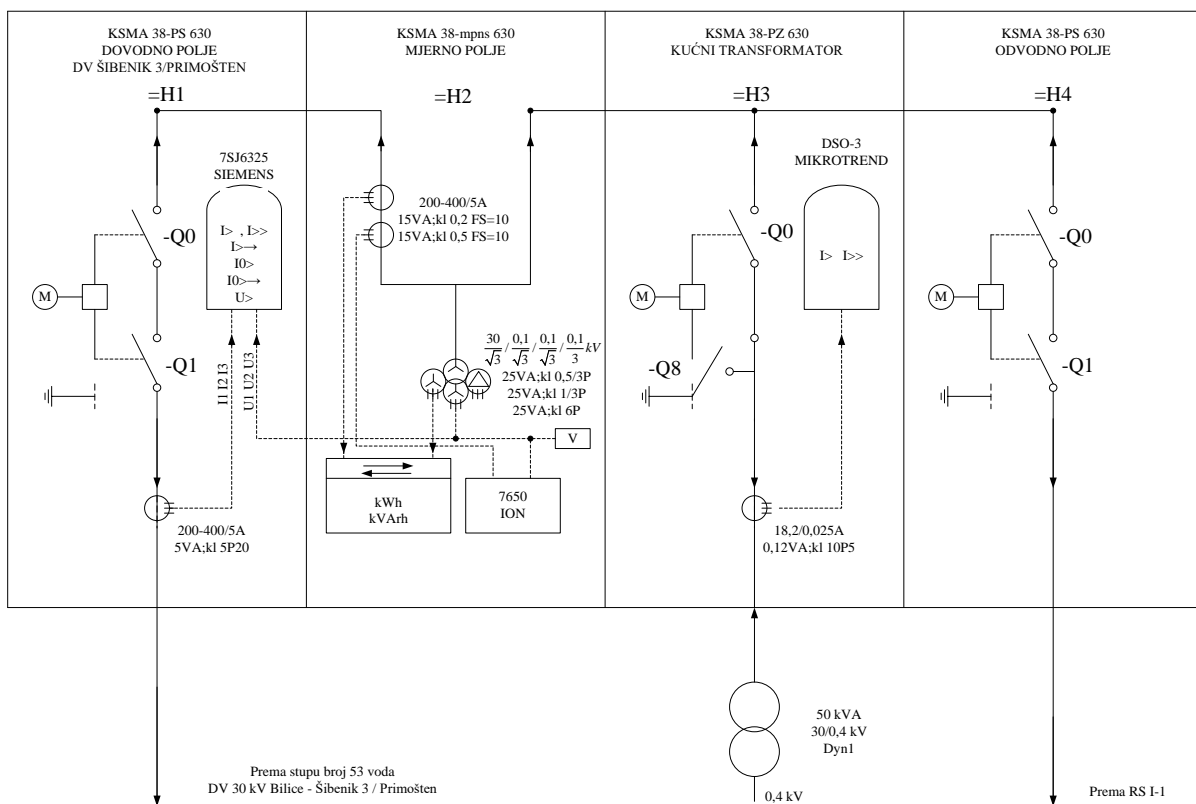 KSMA 38-PS 630
DOVODNO POLJE
DV ŠIBENIK 3/PRIMOŠTEN
=H1
7SJ6325
SIEMENS
I> , I>>
I>→
I0>
I0>→
U>
-Q0
M
-Q1
I1 I2 I3
U1 U2 U3
200-400/5A
5VA;kl 5P20
KSMA 38-mpns 630
MJERNO POLJE
=H2
200-400/5A
15VA;kl 0,2 FS=10
15VA;kl 0,5 FS=10
30/√3 / 0,1/√3 / 0,1/√3 / 0,1/3 kV
25VA;kl 0,5/3P
25VA;kl 1/3P
25VA;kl 6P
V
kWh
kVArh
7650
ION
KSMA 38-PZ 630
KUĆNI TRANSFORMATOR
=H3
DSO-3
MIKROTREND
I> I>>
-Q0
M
-Q8
18,2/0,025A
0,12VA;kl 10P5
KSMA 38-PS 630
ODVODNO POLJE
=H4
-Q0
M
-Q1
50 kVA
30/0,4 kV
Dyn1
0,4 kV
Prema stupu broj 53 voda
DV 30 kV Bilice - Šibenik 3 / Primošten
Prema RS I-1